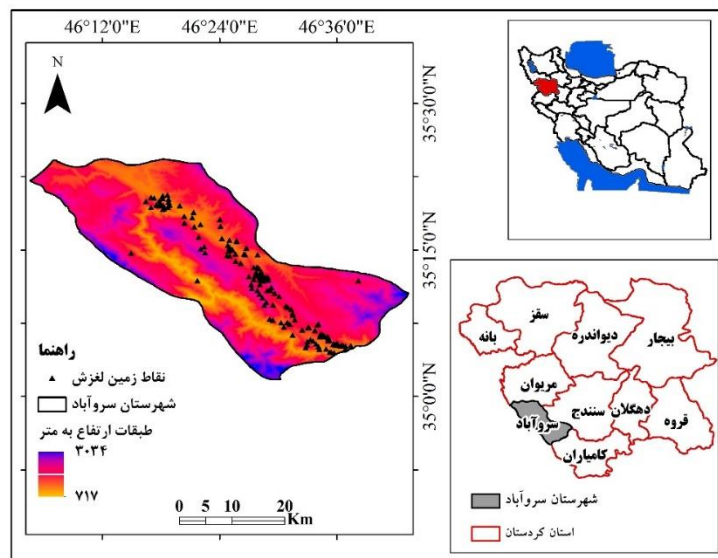 46°12'0"E 46°24'0"E 46°36'0"E
N
35°30'0"N
35°15'0"N
35°0'0"N
راهنما
نقاط زمین لغزش
شهرستان سروآباد
طبقات ارتفاع به متر
۳۰۳۴
۷۱۷
0 5 10 20
Km
سقز
بانه
دیواندره
بیجار
مریوان
سنندج
دهگلان
قروه
سروآباد
کامیاران
شهرستان سروآباد
استان کردستان